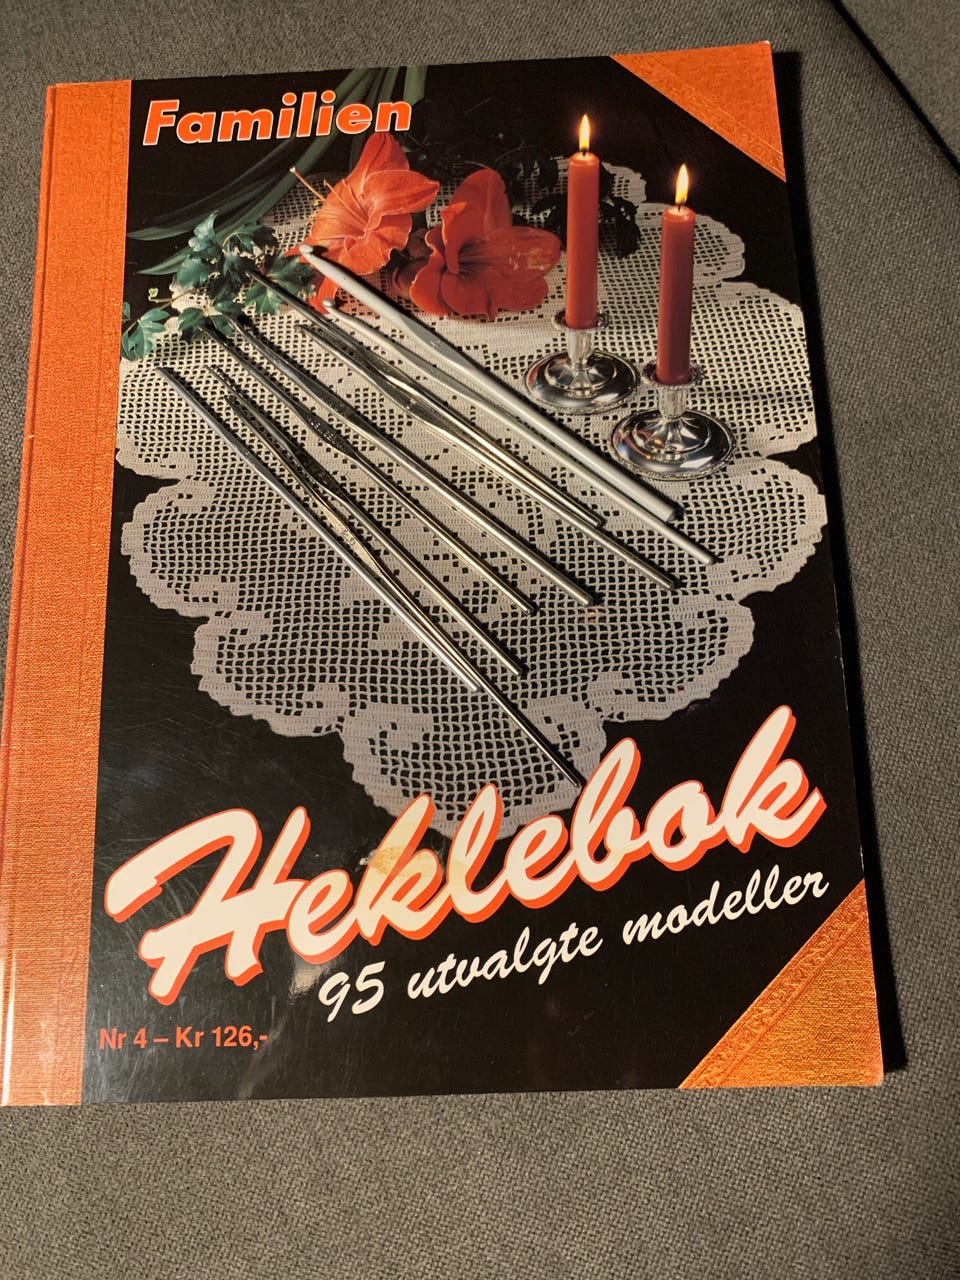 Familien
Heklebok
95 utvalgte modeller
Nr 4 – Kr 126,-